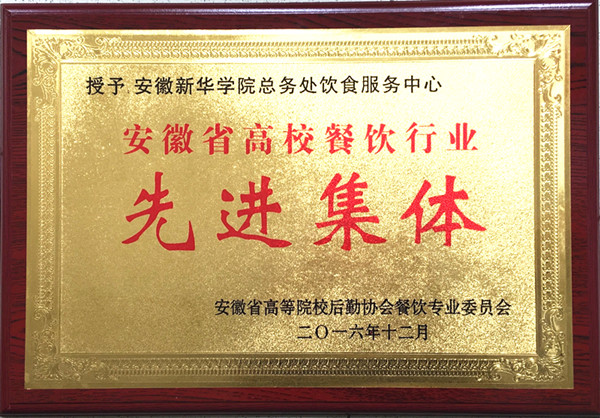 授予 安徽新华学院总务处饮食服务中心
安徽省高校餐饮行业
先进集体
安徽省高等院校后勤协会餐饮专业委员会
二〇一六年十二月